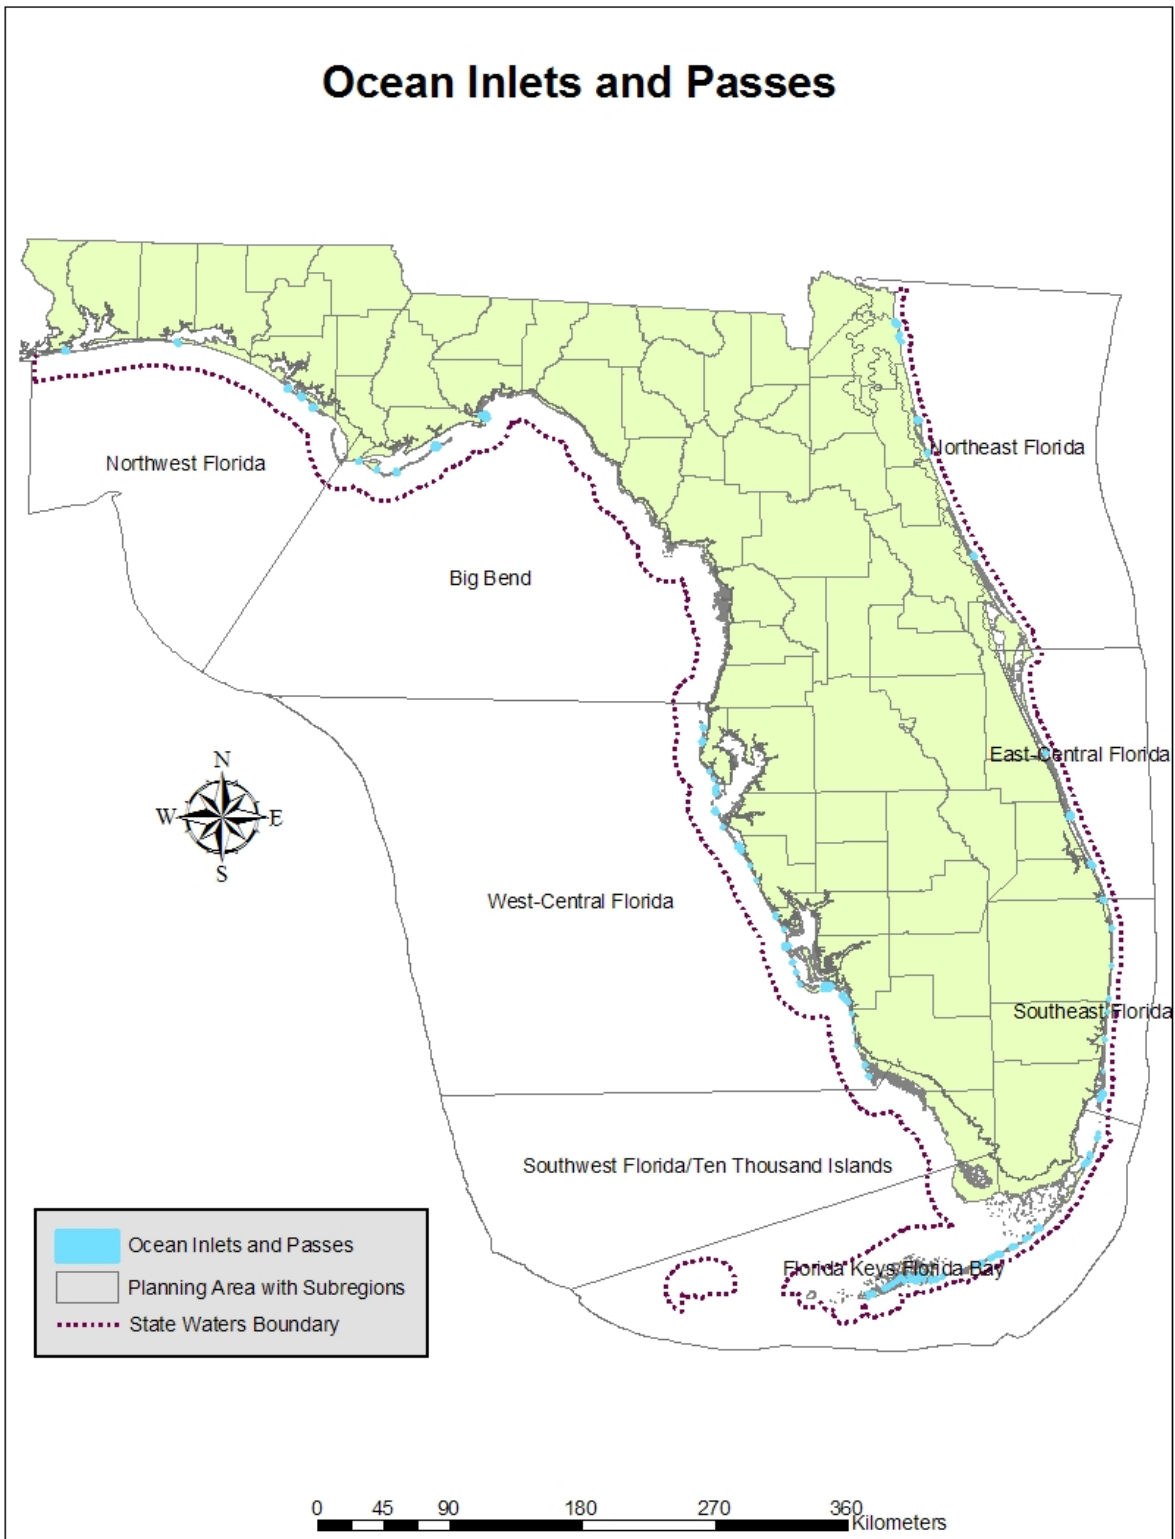 Ocean Inlets and Passes
Northwest Florida
Northeast Florida
Big Bend
East-Central Florida
N
W E
S
West-Central Florida
Southeast Florida
Southwest Florida/Ten Thousand Islands
Florida Keys Florida Bay
Ocean Inlets and Passes
Planning Area with Subregions
State Waters Boundary
0 45 90 180 270 360
Kilometers